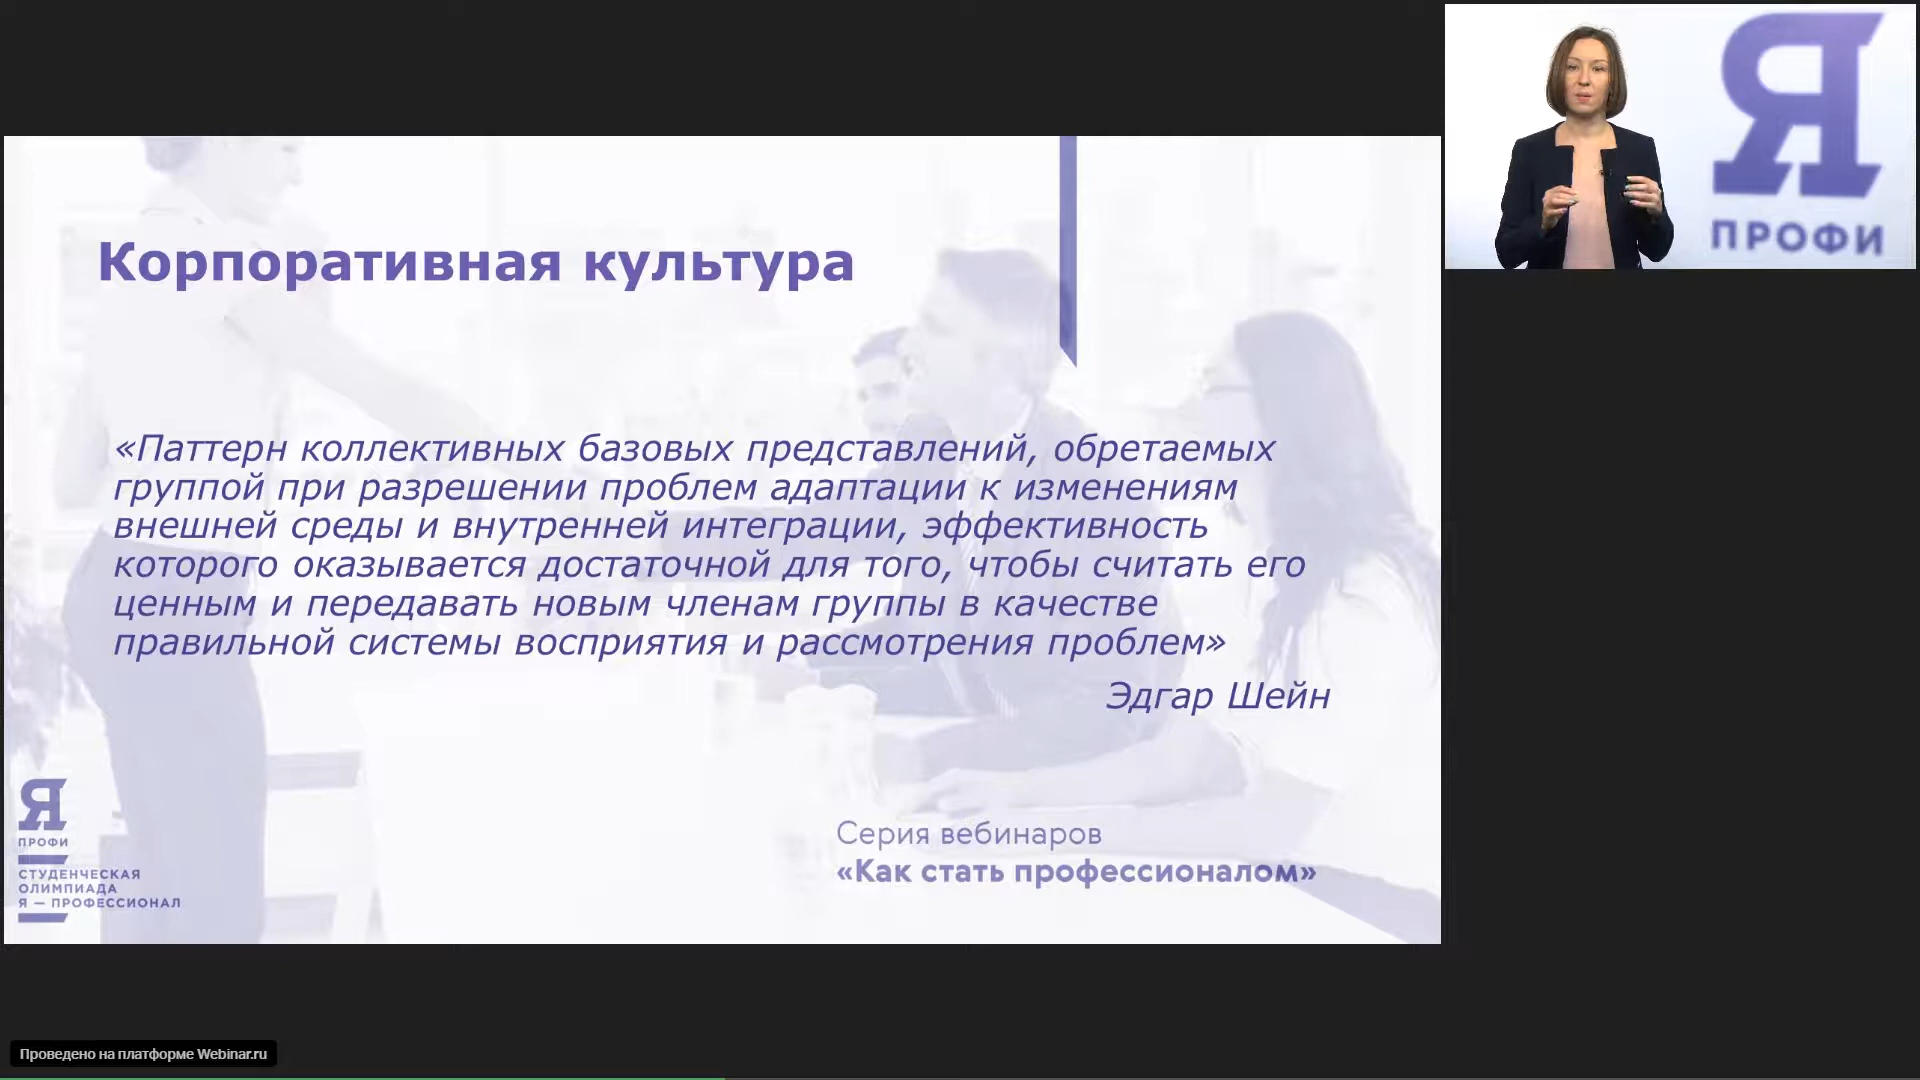 Корпоративная культура
«Паттерн коллективных базовых представлений, обретаемых
группой при разрешении проблем адаптации к изменениям
внешней среды и внутренней интеграции, эффективность
которого оказывается достаточной для того, чтобы считать его
ценным и передавать новым членам группы в качестве
правильной системы восприятия и рассмотрения проблем»
Эдгар Шейн
Серия вебинаров
«Как стать профессионалом»
Я
ПРОФИ
СТУДЕНЧЕСКАЯ
ОЛИМПИАДА
Я — ПРОФЕССИОНАЛ
Я
ПРОФИ
Проведено на платформе Webinar.ru